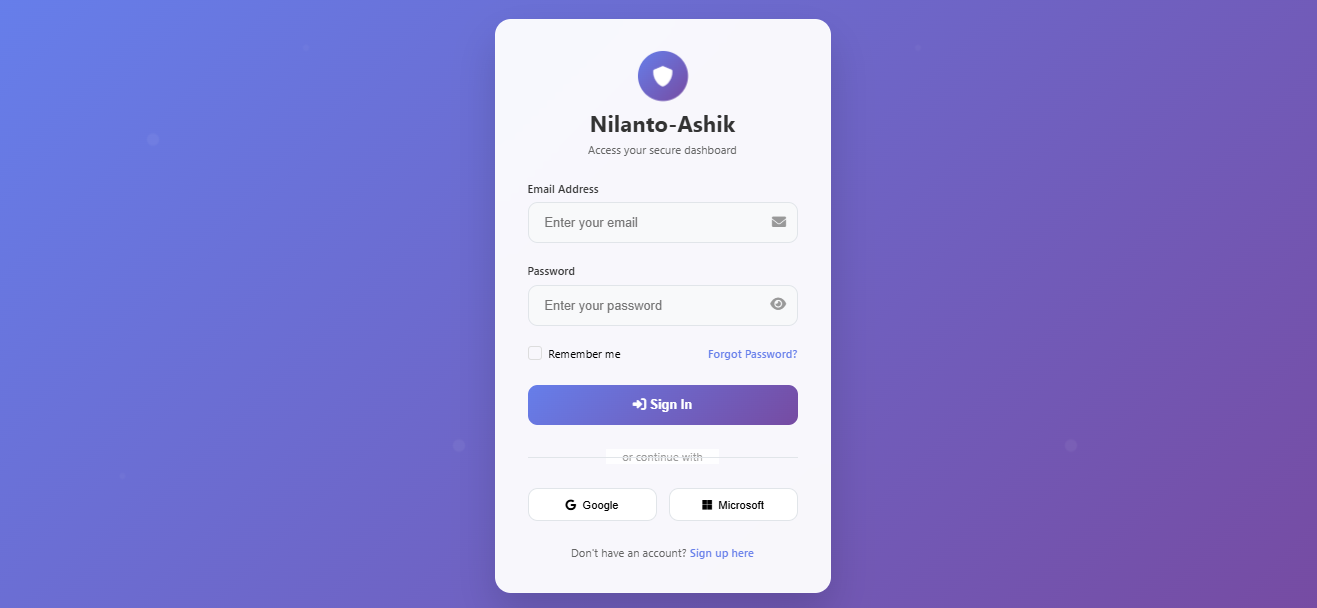 Nilanto-Ashik
Access your secure dashboard
Email Address
Enter your email
Password
Enter your password
Remember me
Forgot Password?
Sign In
or continue with
Google
Microsoft
Don't have an account? Sign up here